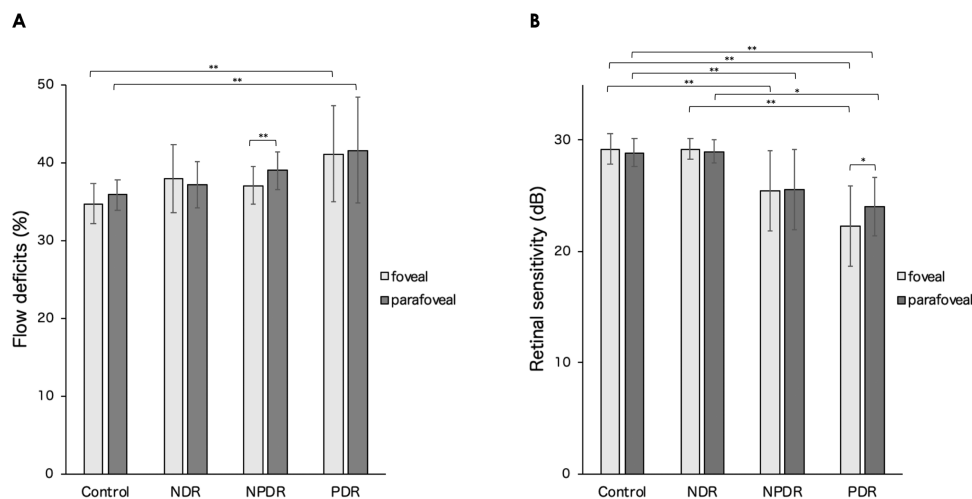 A
**
**
**
50
40
30
20
10
0
Flow deficits (%)
Control NDR NPDR PDR
foveal
parafoveal
B
**
**
**
**
*
**
*
30
20
10
0
Retinal sensitivity (dB)
Control NDR NPDR PDR
foveal
parafoveal